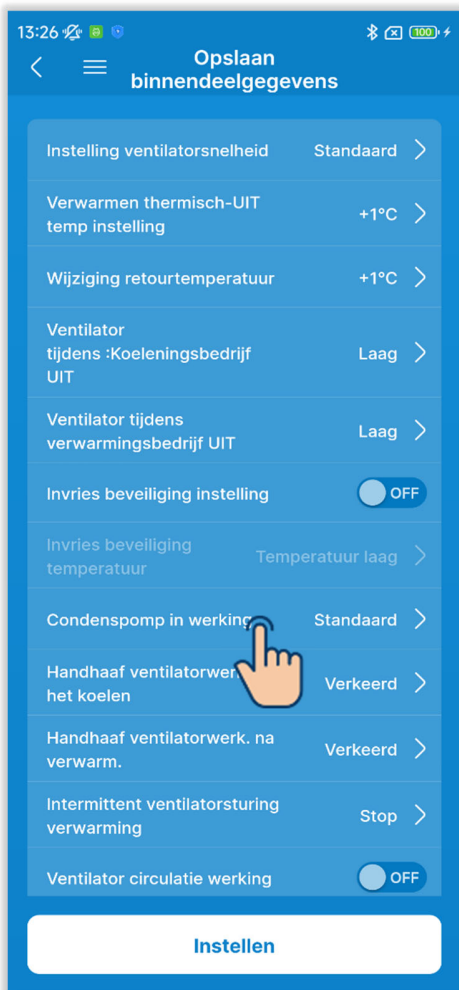 13:26
100
Opslaan
binnendeelgegevens
Instelling ventilatorsnelheid Standaard
Verwarmen thermisch-UIT
temp instelling
+1°C
Wijziging retourtemperatuur +1°C
Ventilator
tijdens :Koeleningsbedrijf
UIT
Laag
Ventilator tijdens
verwarmingsbedrijf UIT
Laag
Invries beveiliging instelling OFF
Invries beveiliging
temperatuur
Temperatuur laag
Condenspomp in werking Standaard
Handhaaf
het koelen
Verkeerd
Handhaaf ventilatorwerk. na
verwarm.
Verkeerd
Intermittent ventilatorsturing
verwarming
Stop
Ventilator circulatie werking OFF
Instellen